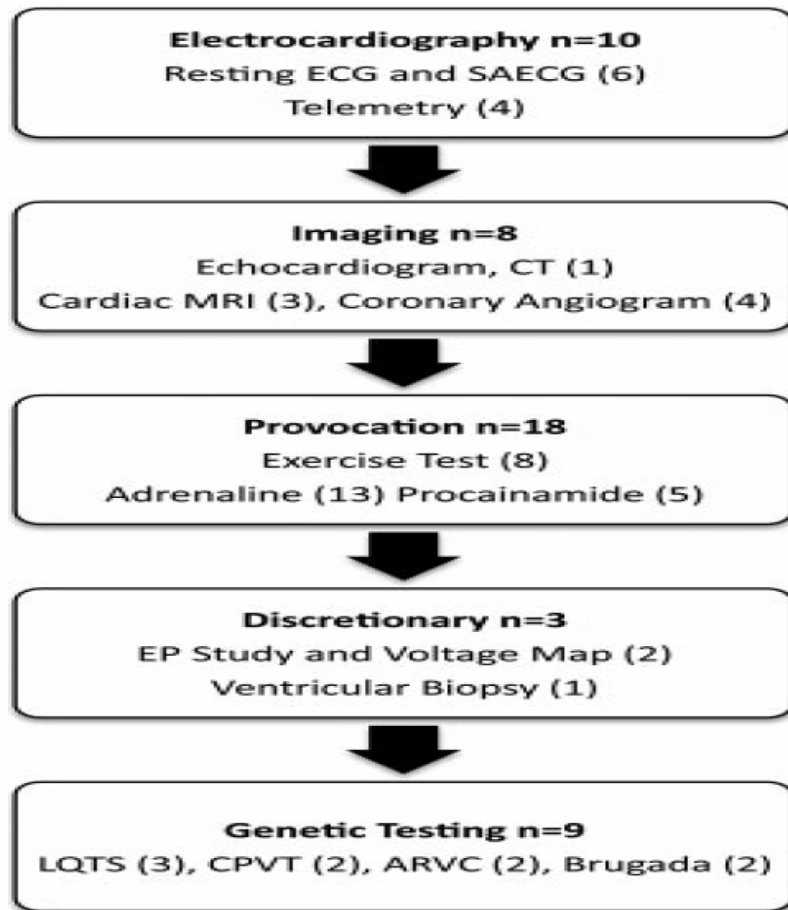 Electrocardiography n=10
Resting ECG and SAECG (6)
Telemetry (4)
Imaging n=8
Echocardiogram, CT (1)
Cardiac MRI (3), Coronary Angiogram (4)
Provocation n=18
Exercise Test (8)
Adrenaline (13) Procainamide (5)
Discretionary n=3
EP Study and Voltage Map (2)
Ventricular Biopsy (1)
Genetic Testing n=9
LQTS (3), CPVT (2), ARVC (2), Brugada (2)